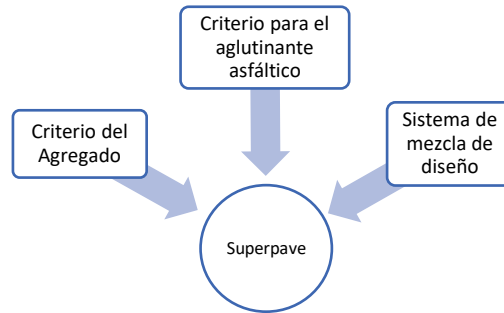 Criterio para el
aglutinante
asfáltico
Criterio del
Agregado
Sistema de
mezcla de
diseño
Superpave